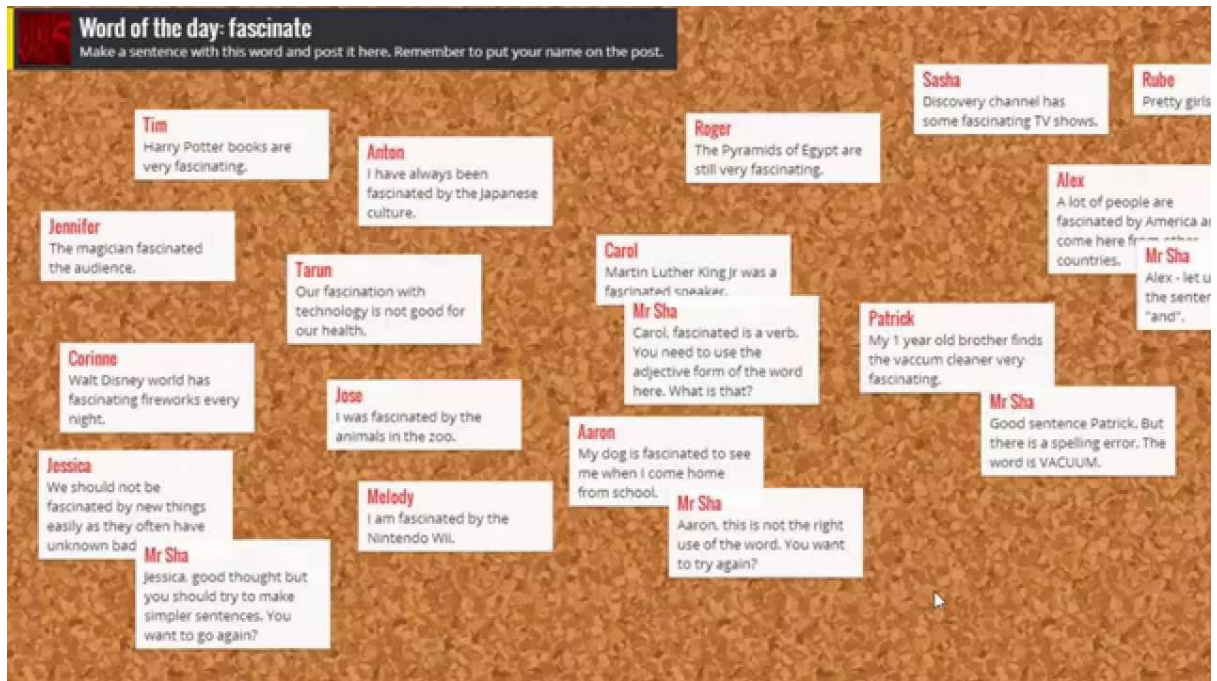 Word of the day: fascinate
Make a sentence with this word and post it here. Remember to put your name on the post.
Sasha
Discovery channel has
some fascinating TV shows.
Rube
Pretty girls
Tim
Harry Potter books are
very fascinating.
Anton
I have always been
fascinated by the Japanese
culture.
Roger
The Pyramids of Egypt are
still very fascinating.
Alex
A lot of people are
fascinated by America
come here from other
countries.
Mr Sha
Alex - let
the
"and".
Jennifer
The magician fascinated
the audience.
Tarun
Our fascination with
technology is not good for
our health.
Carol
Martin Luther King Jr was a
fascinated speaker.
Mr Sha
Carol, fascinated is a verb.
You need to use the
adjective form of the word
here. What is that?
Patrick
My 1 year old brother finds
the vaccum cleaner very
fascinating.
Mr Sha
Good sentence Patrick. But
there is a spelling error. The
word is VACUUM.
Corinne
Walt Disney world has
fascinating fireworks every
night.
Jose
I was fascinated by the
animals in the zoo.
Aaron
My dog is fascinated to see
me when I come home
from school.
Mr Sha
Aaron, this is not the right
use of the word. You want
to try again?
Jessica
We should not be
fascinated by new things
easily as they often have
unknown bad
Mr Sha
Jessica, good thought but
you should try to make
simpler sentences. You
want to go again?
Melody
I am fascinated by the
Nintendo Wii.